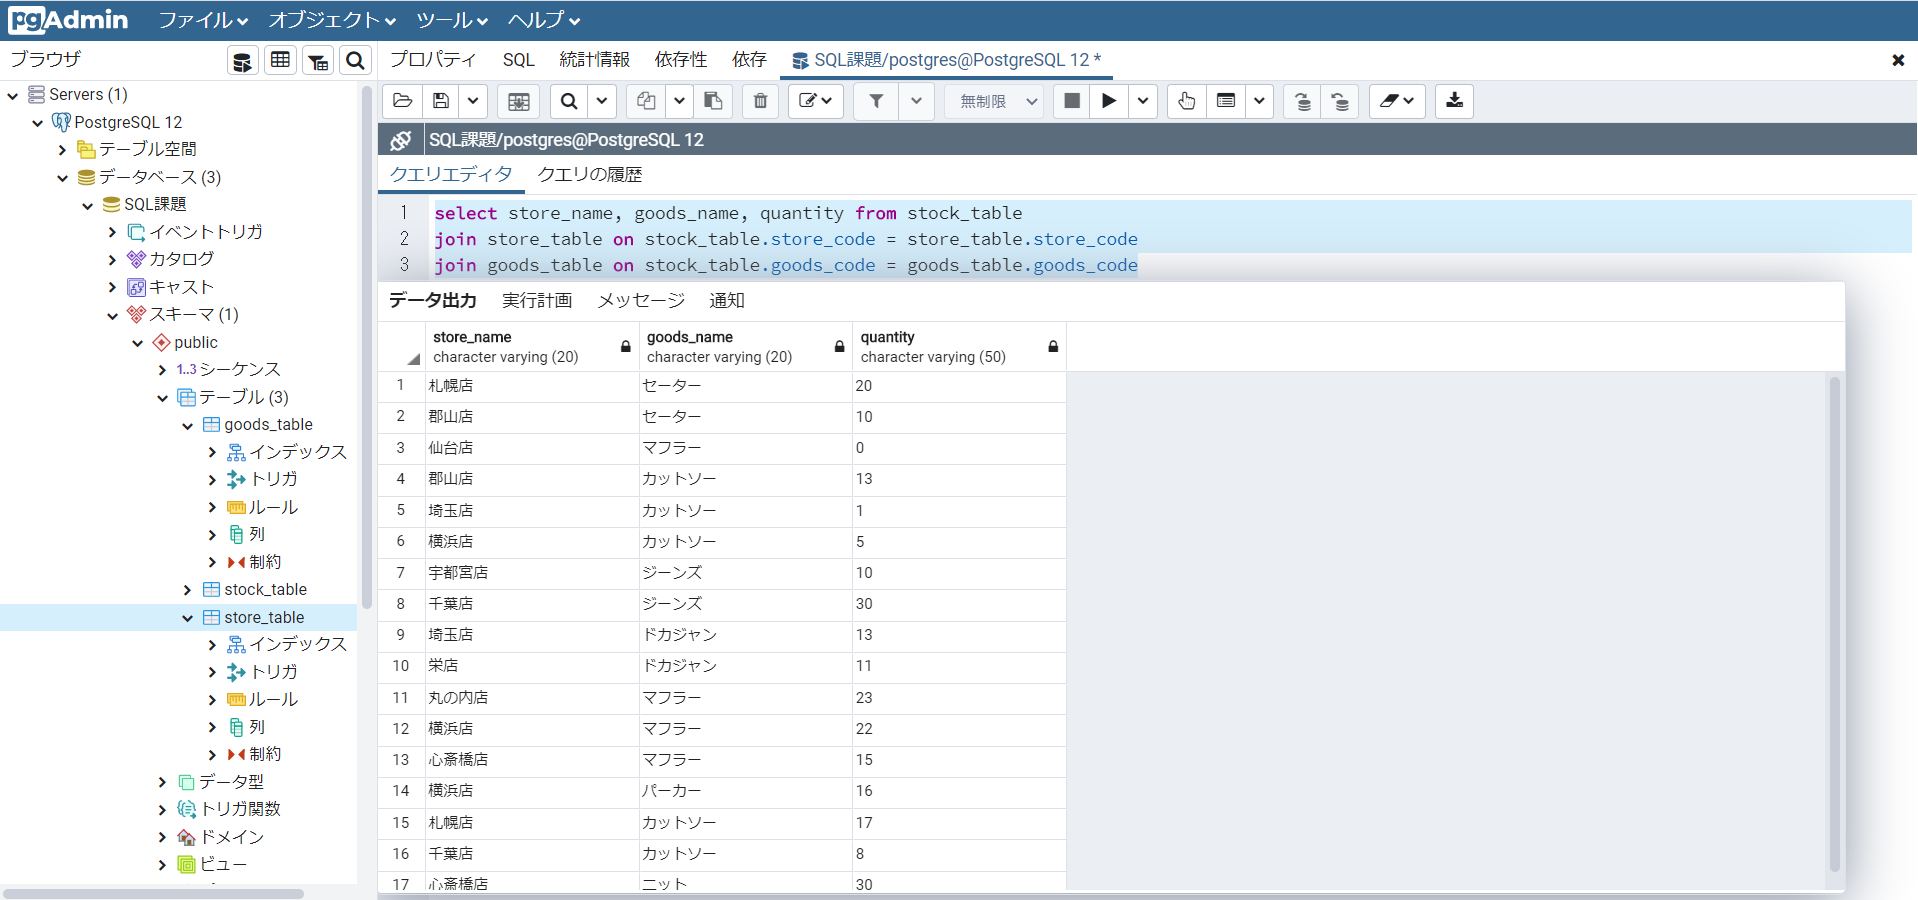 pgAdmin ファイル オブジェクト ツール ヘルプ
ブラウザ
プロパティ SQL 統計情報 依存性 依存 SQL課題/postgres@PostgreSQL 12 *
無制限
SQL課題/postgres@PostgreSQL 12
クエリエディタ クエリの履歴
Servers (1)
PostgreSQL 12
テーブル空間
データベース (3)
SQL課題
イベントトリガ
カタログ
キャスト
スキーマ (1)
public
1..3 シーケンス
テーブル (3)
goods_table
インデックス
トリガ
ルール
列
制約
stock_table
store_table
インデックス
トリガ
ルール
列
制約
データ型
トリガ関数
ドメイン
ビュー
1 select store_name, goods_name, quantity from stock_table
2 join store_table on stock_table.store_code = store_table.store_code
3 join goods_table on stock_table.goods_code = goods_table.goods_code
データ出力 実行計画 メッセージ 通知
store_name goods_name quantity
character varying (20) character varying (20) character varying (50)
1 札幌店 セーター 20
2 郡山店 セーター 10
3 仙台店 マフラー 0
4 郡山店 カットソー 13
5 埼玉店 カットソー 1
6 横浜店 カットソー 5
7 宇都宮店 ジーンズ 10
8 千葉店 ジーンズ 30
9 埼玉店 ドカジャン 13
10 栄店 ドカジャン 11
11 丸の内店 マフラー 23
12 横浜店 マフラー 22
13 心斎橋店 マフラー 15
14 横浜店 パーカー 16
15 札幌店 カットソー 17
16 千葉店 カットソー 8
17 心斎橋店 ニット 30